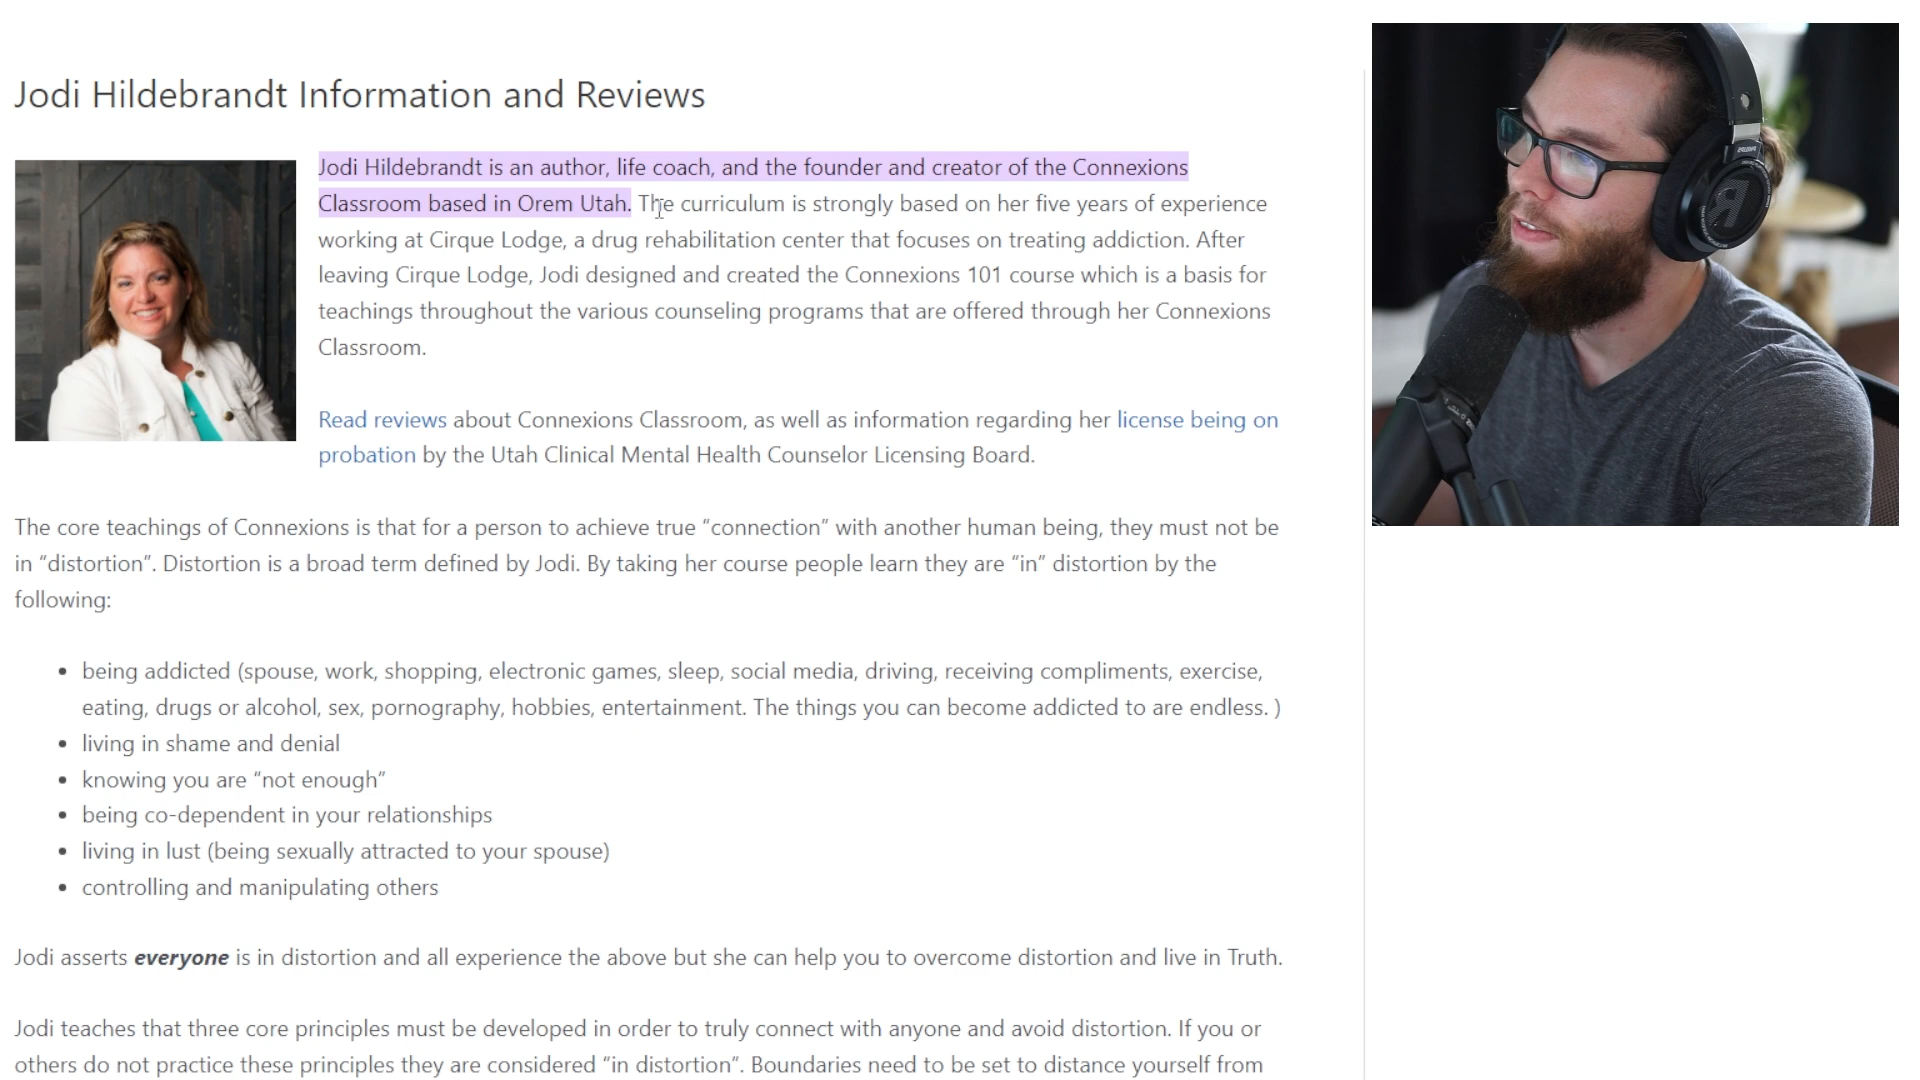 Jodi Hildebrandt Information and Reviews
Jodi Hildebrandt is an author, life coach, and the founder and creator of the Connexions
Classroom based in Orem Utah. The curriculum is strongly based on her five years of experience
working at Cirque Lodge, a drug rehabilitation center that focuses on treating addiction. After
leaving Cirque Lodge, Jodi designed and created the Connexions 101 course which is a basis for
teachings throughout the various counseling programs that are offered through her Connexions
Classroom.
Read reviews about Connexions Classroom, as well as information regarding her license being on
probation by the Utah Clinical Mental Health Counselor Licensing Board.
The core teachings of Connexions is that for a person to achieve true “connection” with another human being, they must not be
in “distortion”. Distortion is a broad term defined by Jodi. By taking her course people learn they are “in” distortion by the
following:
• being addicted (spouse, work, shopping, electronic games, sleep, social media, driving, receiving compliments, exercise,
eating, drugs or alcohol, sex, pornography, hobbies, entertainment. The things you can become addicted to are endless. )
• living in shame and denial
• knowing you are “not enough”
• being co-dependent in your relationships
• living in lust (being sexually attracted to your spouse)
• controlling and manipulating others
Jodi asserts everyone is in distortion and all experience the above but she can help you to overcome distortion and live in Truth.
Jodi teaches that three core principles must be developed in order to truly connect with anyone and avoid distortion. If you or
others do not practice these principles they are considered “in distortion”. Boundaries need to be set to distance yourself from